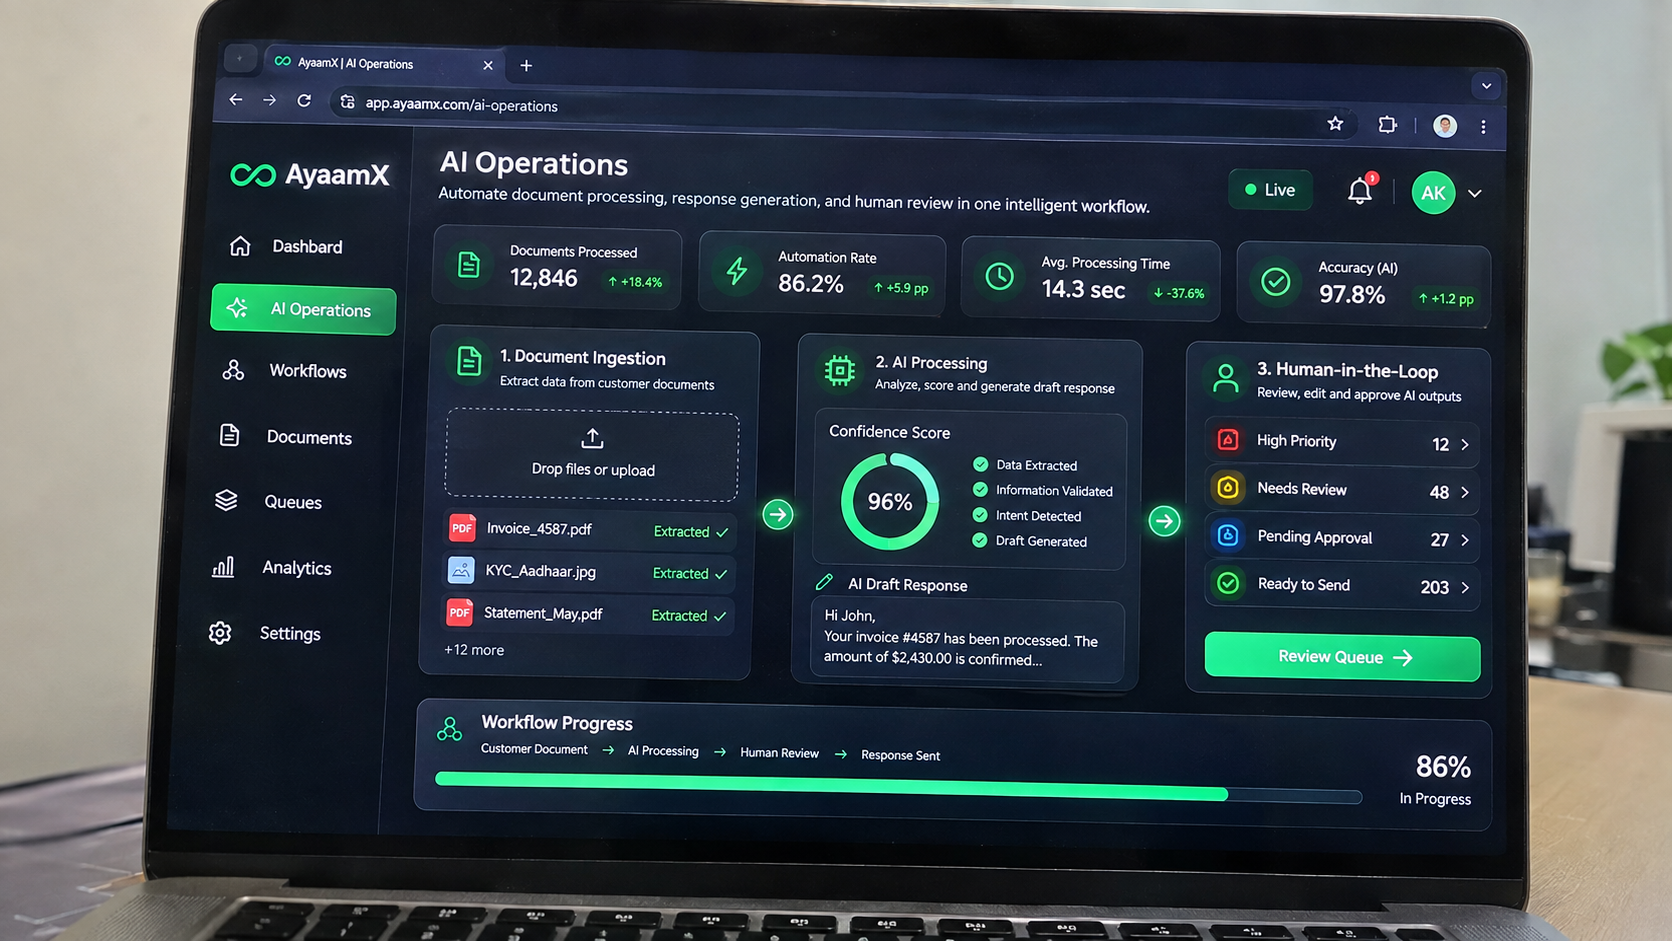 AyaamX | AI Operations
app.ayaamx.com/ai-operations
AyaamX
Dashbard
AI Operations
Workflows
Documents
Queues
Analytics
Settings
AI Operations
Automate document processing, response generation, and human review in one intelligent workflow.
Live
AK
Documents Processed
12,846
+18.4%
Automation Rate
86.2%
+5.9 pp
Avg. Processing Time
14.3 sec
-37.6%
Accuracy (AI)
97.8%
+1.2 pp
1. Document Ingestion
Extract data from customer documents
Drop files or upload
PDF Invoice_4587.pdf Extracted
KYC_Aadhaar.jpg Extracted
PDF Statement_May.pdf Extracted
+12 more
2. AI Processing
Analyze, score and generate draft response
Confidence Score
96%
Data Extracted
Information Validated
Intent Detected
Draft Generated
AI Draft Response
Hi John,
Your invoice #4587 has been processed. The
amount of $2,430.00 is confirmed...
3. Human-in-the-Loop
Review, edit and approve AI outputs
High Priority 12
Needs Review 48
Pending Approval 27
Ready to Send 203
Review Queue
Workflow Progress
Customer Document → AI Processing → Human Review → Response Sent
86%
In Progress